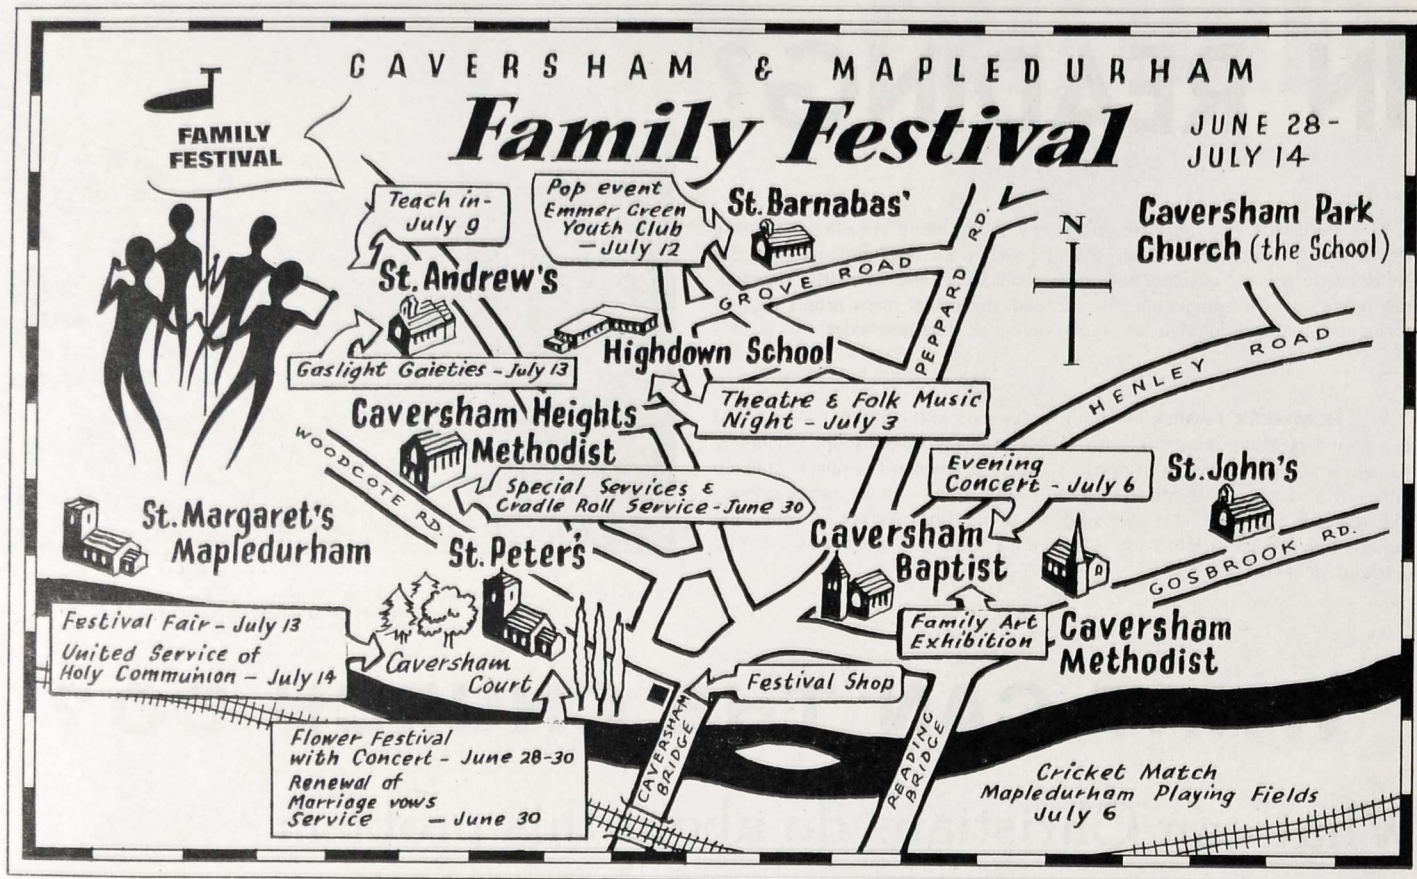 CAVERSHAM & MAPLEDURHAM
Family Festival
JUNE 28-
JULY 14
FAMILY
FESTIVAL
Teach in-
July 9
Pop event
Emmer Green
Youth Club
- July 12
St. Barnabas'
Caversham Park
Church (the School)
N
St. Andrew's
GROVE ROAD
PEPPARD RD.
Highdown School
HENLEY ROAD
Gaslight Gaieties - July 13
Theatre & Folk Music
Night - July 3
Caversham Heights
Methodist
WOODCOTE RD.
Evening
Concert - July 6
St. John's
Special Services &
Cradle Roll Service - June 30
St. Margaret's
Mapledurham
St. Peter's
Caversham
Baptist
GOSBROOK RD.
Festival Fair - July 13
United Service of
Holy Communion - July 14
Caversham
Court
Family Art
Exhibition
Caversham
Methodist
Festival Shop
CAVERSHAM
BRIDGE
READING
BRIDGE
Flower Festival
with Concert - June 28-30
Renewal of
Marriage vows
Service - June 30
Cricket Match
Mapledurham Playing Fields
July 6